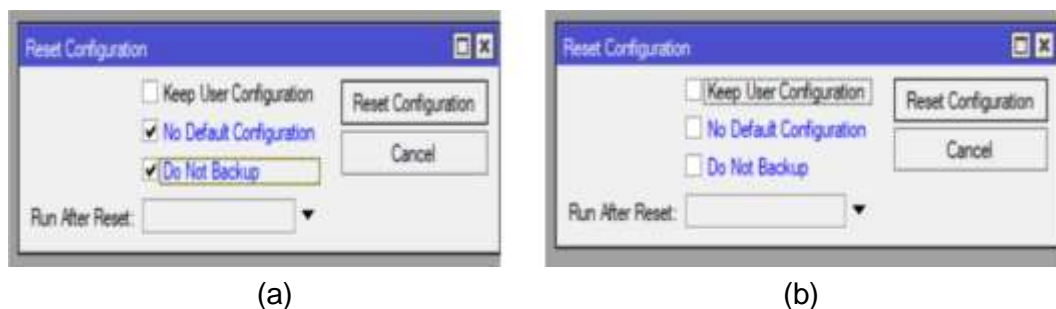 Reset Configuration
Keep User Configuration
No Default Configuration
Do Not Backup
Run After Reset:
Reset Configuration
Cancel
(a)
Reset Configuration
Keep User Configuration
No Default Configuration
Do Not Backup
Run After Reset:
Reset Configuration
Cancel
(b)